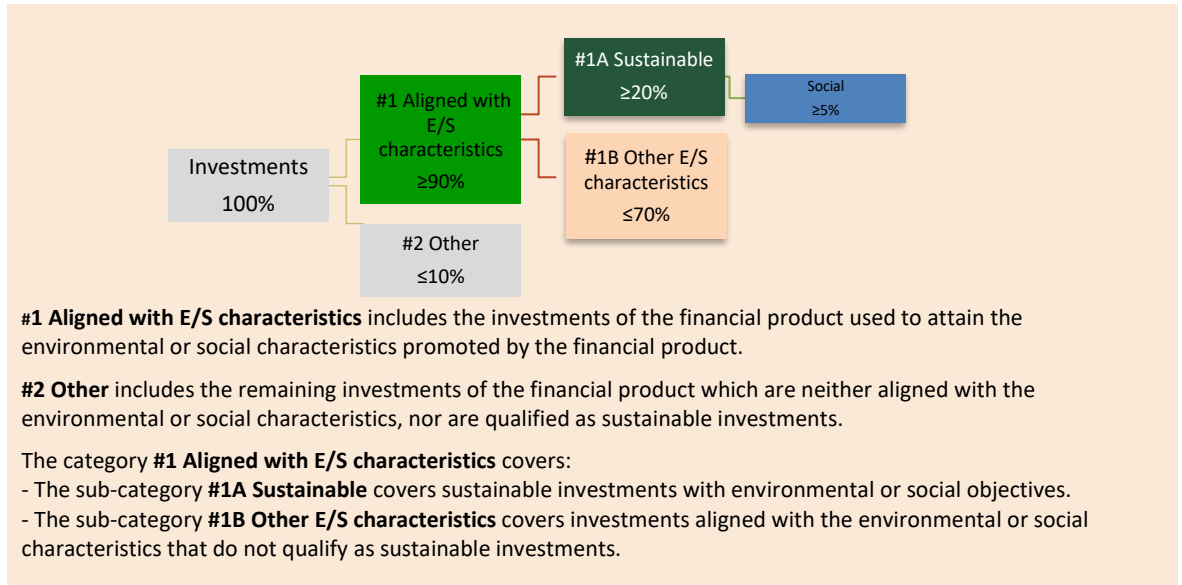 #1A Sustainable
≥20%
Social
≥5%
#1 Aligned with
E/S
characteristics
≥90%
#1B Other E/S
characteristics
≤70%
Investments
100%
#2 Other
≤10%
#1 Aligned with E/S characteristics includes the investments of the financial product used to attain the
environmental or social characteristics promoted by the financial product.
#2 Other includes the remaining investments of the financial product which are neither aligned with the
environmental or social characteristics, nor are qualified as sustainable investments.
The category #1 Aligned with E/S characteristics covers:
- The sub-category #1A Sustainable covers sustainable investments with environmental or social objectives.
- The sub-category #1B Other E/S characteristics covers investments aligned with the environmental or social
characteristics that do not qualify as sustainable investments.